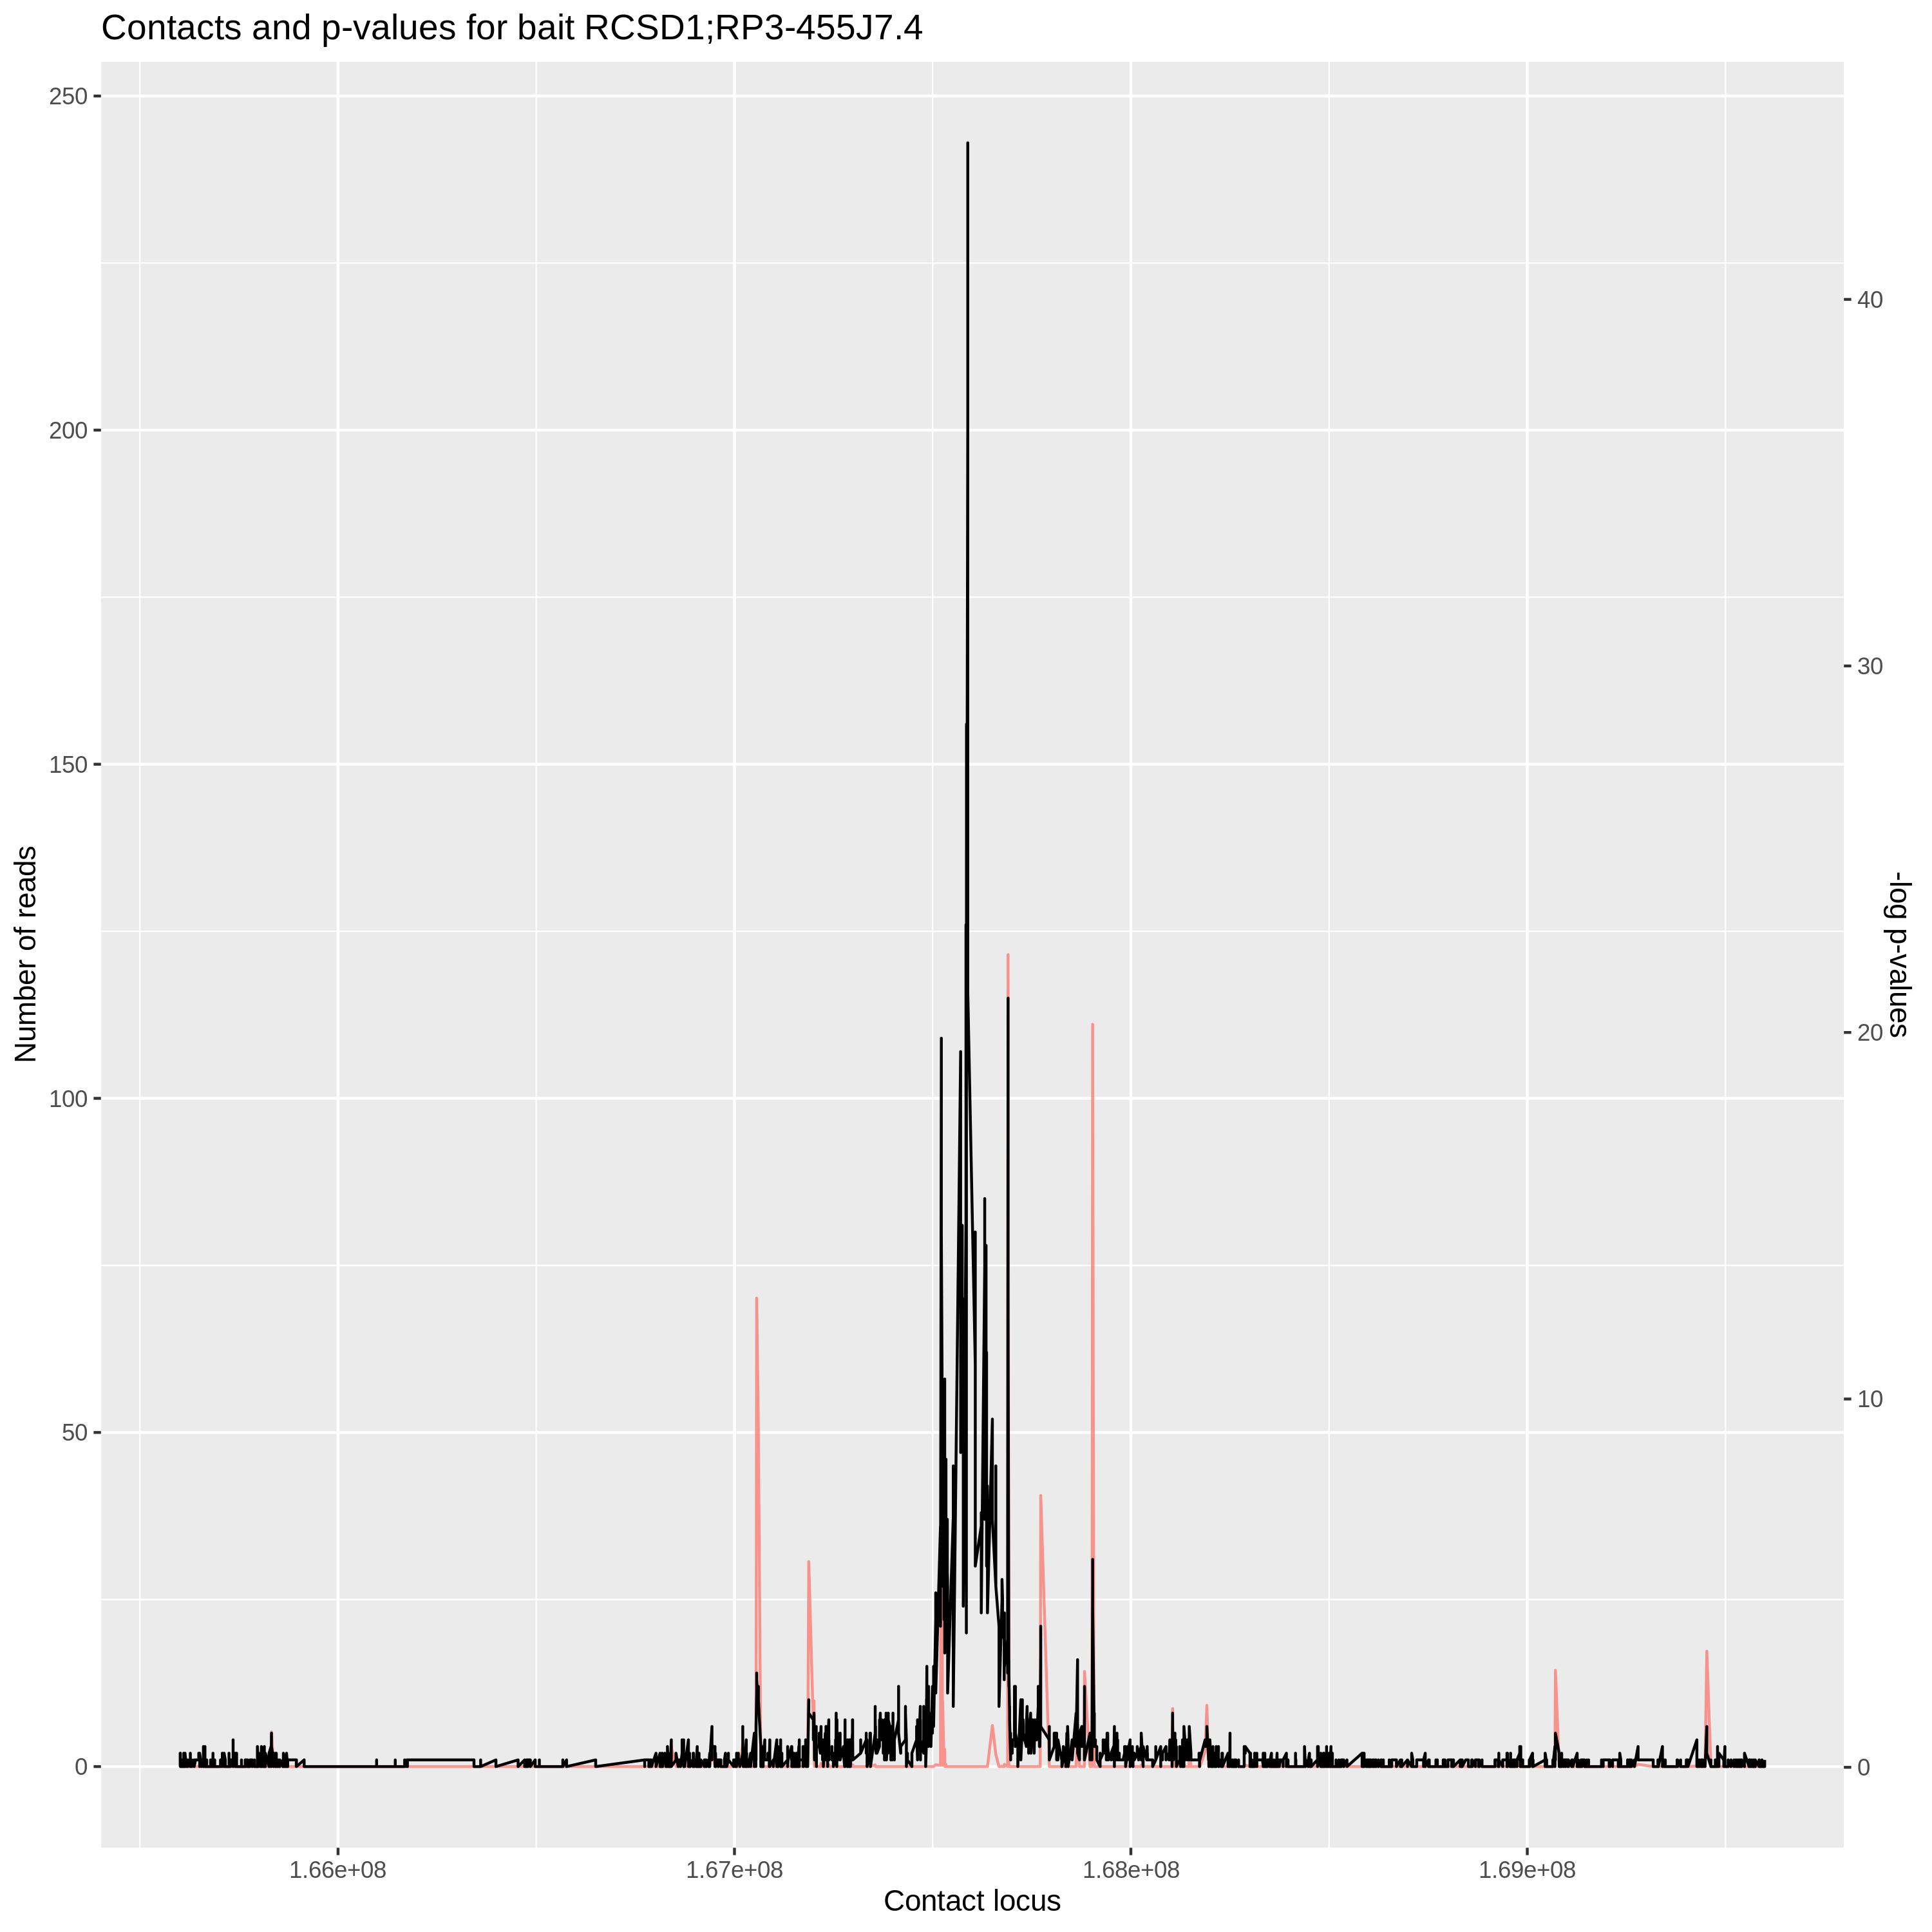 Contacts and p-values for bait RCSD1;RP3-455J7.4
250
200
150
100
50
0
Number of reads
40
30
20
10
0
-log p-values
1.66e+08 1.67e+08 1.68e+08 1.69e+08
Contact locus